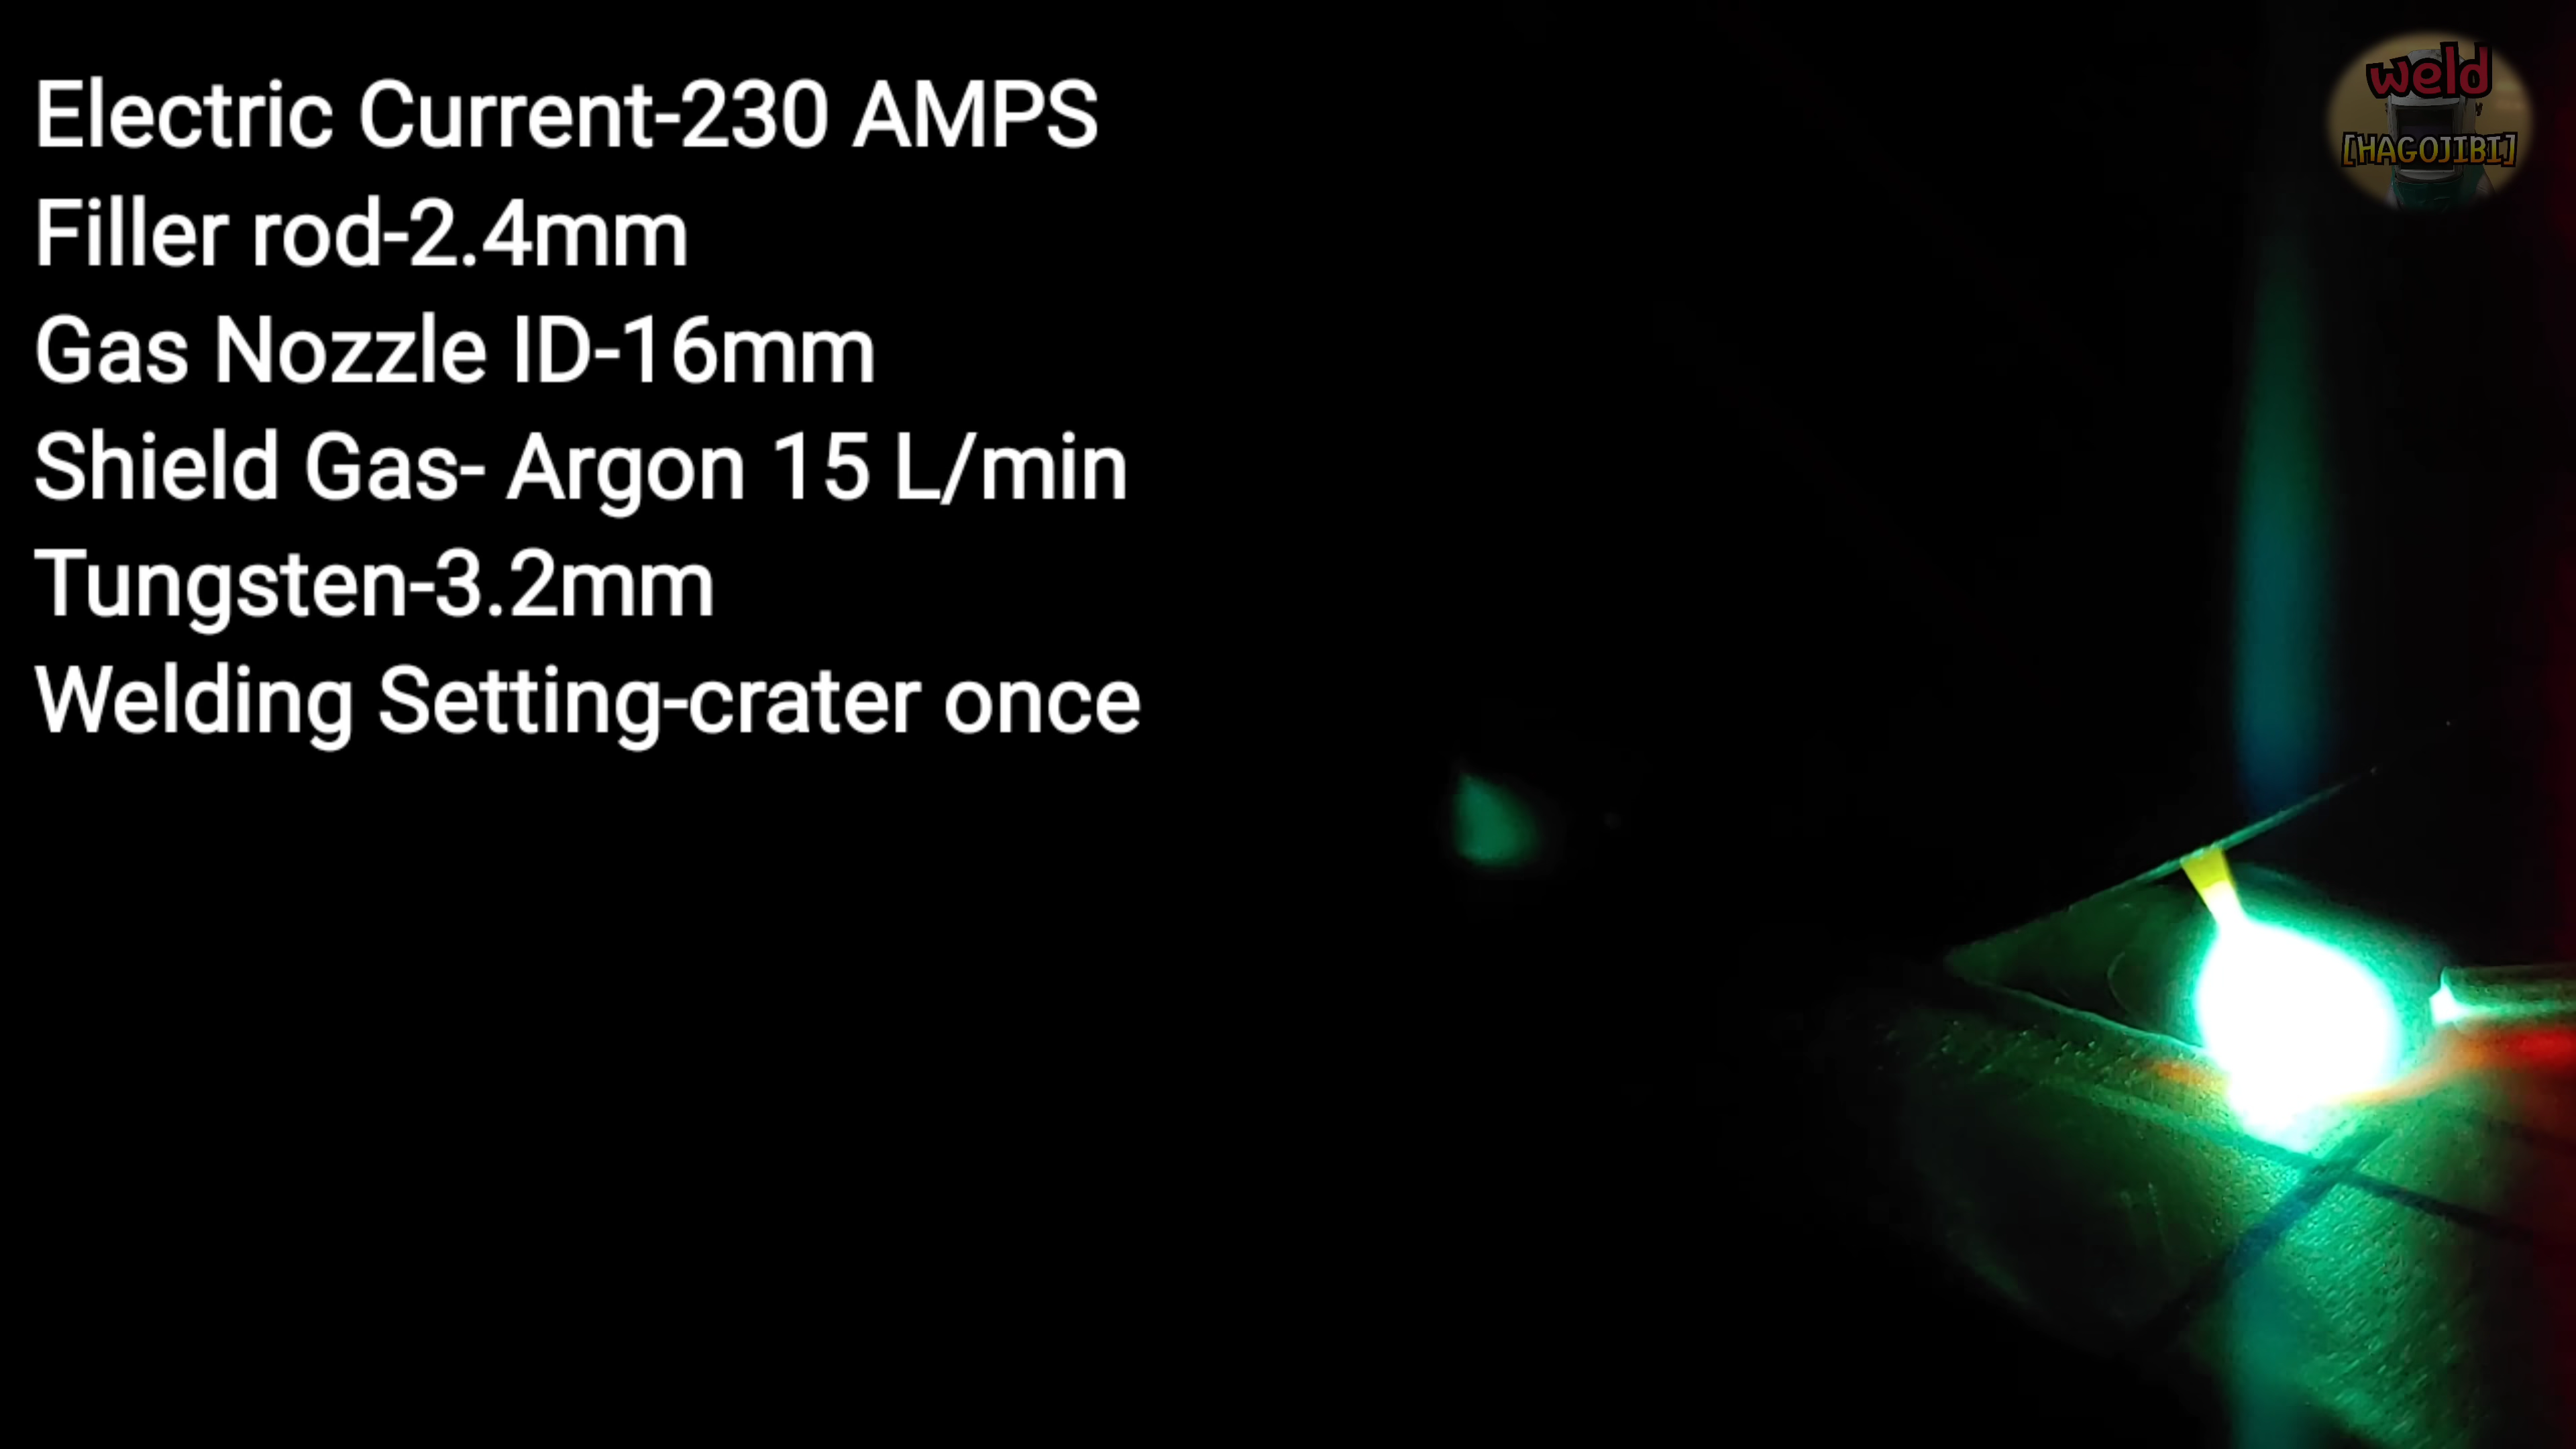 Electric Current-230 AMPS
Filler rod-2.4mm
Gas Nozzle ID-16mm
Shield Gas- Argon 15 L/min
Tungsten-3.2mm
Welding Setting-crater once
weld
[HAGOJIBI]